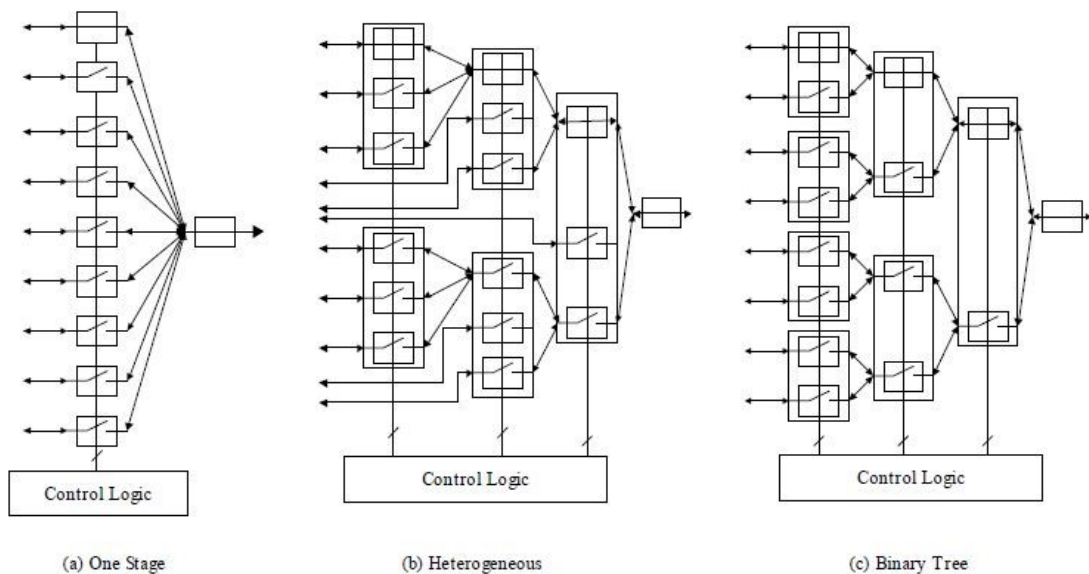 Control Logic
Control Logic
Control Logic
(a) One Stage
(b) Heterogeneous
(c) Binary Tree